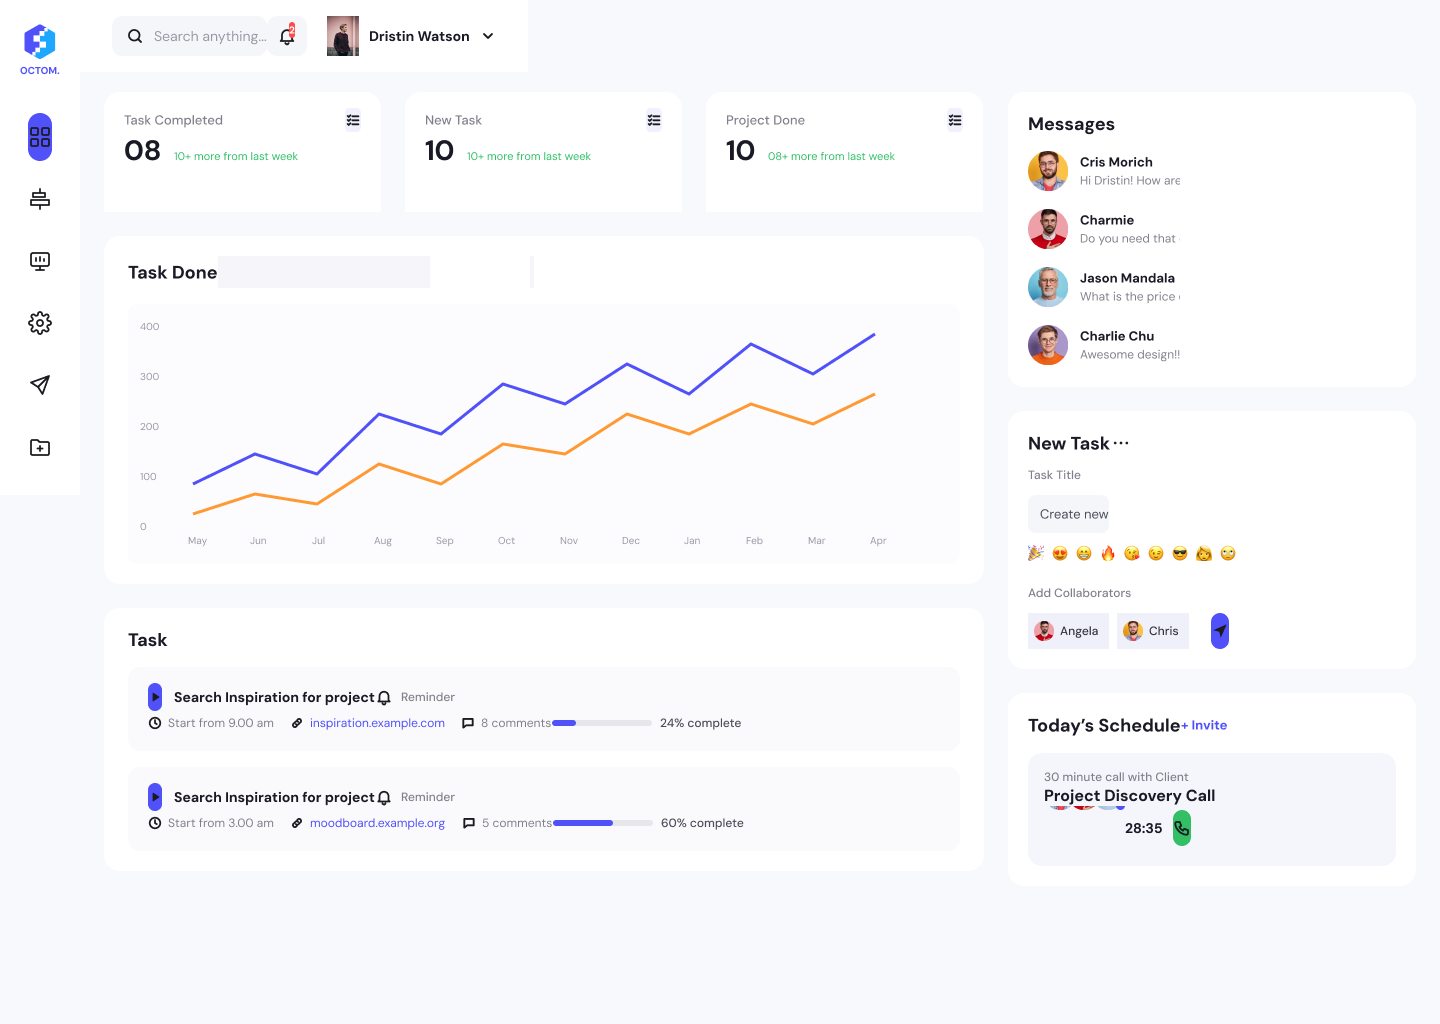 OCTOM.
Search anything...
2
Dristin Watson
Task Completed
08
10+ more from last week
New Task
10
10+ more from last week
Project Done
10
08+ more from last week
Task Done
400
300
200
100
0
May Jun Jul Aug Sep Oct Nov Dec Jan Feb Mar Apr
Task
Search Inspiration for project
Reminder
Start from 9.00 am
inspiration.example.com
8 comments
24% complete
Search Inspiration for project
Reminder
Start from 3.00 am
moodboard.example.org
5 comments
60% complete
Messages
Cris Morich
Hi Dristin! How are
Charmie
Do you need that
Jason Mandala
What is the price
Charlie Chu
Awesome design!!
New Task ...
Task Title
Create new
Add Collaborators
Angela
Chris
Today’s Schedule
+ Invite
30 minute call with Client
Project Discovery Call
28:35